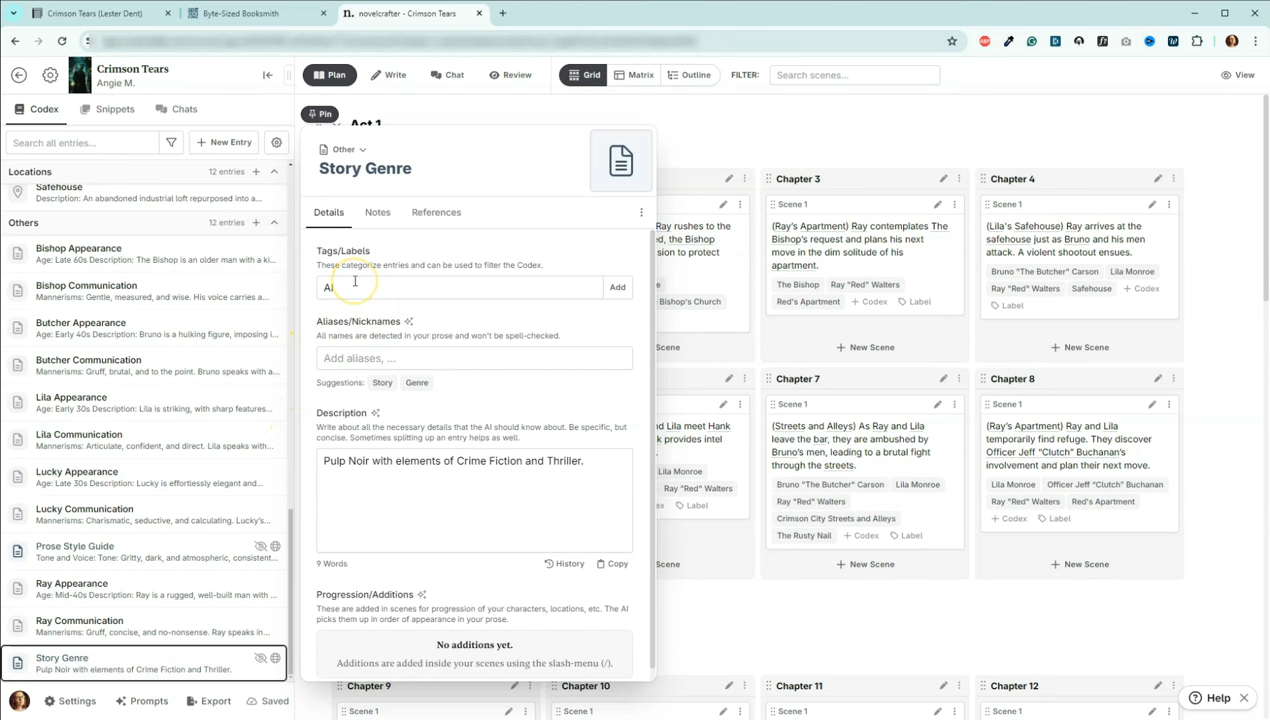 Crimson Tears (Lester Dent)
Byte-Sized Booksmith
n. novelcrafter - Crimson Tears
Crimson Tears
Angie M.
Plan
Write
Chat
Review
Grid
Matrix
Outline
FILTER:
Search scenes...
View
Codex
Snippets
Chats
Search all entries...
+ New Entry
Locations
12 entries
Safehouse
Description: An abandoned industrial loft repurposed into a...
Others
12 entries
Bishop Appearance
Age: Late 60s Description: The Bishop is an older man with a ki...
Bishop Communication
Mannerisms: Gentle, measured, and wise. His voice carries a...
Butcher Appearance
Age: Early 40s Description: Bruno is a hulking figure, imposing i...
Butcher Communication
Mannerisms: Gruff, brutal, and to the point. Bruno speaks with a...
Lila Appearance
Age: Early 30s Description: Lila is striking, with sharp features...
Lila Communication
Mannerisms: Articulate, confident, and direct. Lila speaks with...
Lucky Appearance
Age: Late 30s Description: Lucky is effortlessly elegant and...
Lucky Communication
Mannerisms: Charismatic, seductive, and calculating. Lucky's...
Prose Style Guide
Tone and Voice: Tone: Gritty, dark, and atmospheric, consistent...
Ray Appearance
Age: Mid-40s Description: Ray is a rugged, well-built man with ...
Ray Communication
Mannerisms: Gruff, concise, and no-nonsense. Ray speaks in...
Story Genre
Pulp Noir with elements of Crime Fiction and Thriller.
Settings
Prompts
Export
Saved
Pin
Act 1
Other
Story Genre
Details
Notes
References
Tags/Labels
These categorize entries and can be used to filter the Codex.
AI
Add
Aliases/Nicknames
All names are detected in your prose and won't be spell-checked.
Add aliases, ...
Suggestions:
Story
Genre
Description
Write about all the necessary details that the AI should know about. Be specific, but
concise. Sometimes splitting up an entry helps as well.
Pulp Noir with elements of Crime Fiction and Thriller.
9 Words
History
Copy
Progression/Additions
These are added in scenes for progression of your characters, locations, etc. The AI
picks them up in order of appearance in your prose.
No additions yet.
Additions are added inside your scenes using the slash-menu (/).
Ray rushes to the
d, the Bishop
sion to protect
Bishop's Church
Scene
nd Lila meet Hank
k provides intel
Lila Monroe
Ray "Red" Walters
Label
Scene
Chapter 3
Scene 1
(Ray's Apartment) Ray contemplates The
Bishop's request and plans his next
move in the dim solitude of his
apartment.
The Bishop
Ray "Red" Walters
Red's Apartment
+ Codex
Label
+ New Scene
Chapter 4
Scene 1
(Lila's Safehouse) Ray arrives at the
safehouse just as Bruno and his men
attack. A violent shootout ensues.
Bruno "The Butcher" Carson
Lila Monroe
Ray "Red" Walters
Safehouse
+ Codex
Label
+ New Scene
Chapter 7
Scene 1
(Streets and Alleys) As Ray and Lila
leave the bar, they are ambushed by
Bruno's men, leading to a brutal fight
through the streets.
Bruno "The Butcher" Carson
Lila Monroe
Ray "Red" Walters
Crimson City Streets and Alleys
The Rusty Nail
+ Codex
Label
+ New Scene
Chapter 8
Scene 1
(Ray's Apartment) Ray and Lila
temporarily find refuge. They discover
Officer Jeff “Clutch” Buchanan's
involvement and plan their next move.
Lila Monroe
Officer Jeff “Clutch” Buchanan
Ray "Red" Walters
Red's Apartment
+ Codex
Label
+ New Scene
Chapter 9
Scene 1
Chapter 10
Scene 1
Chapter 11
Scene 1
Chapter 12
Scene 1
Help